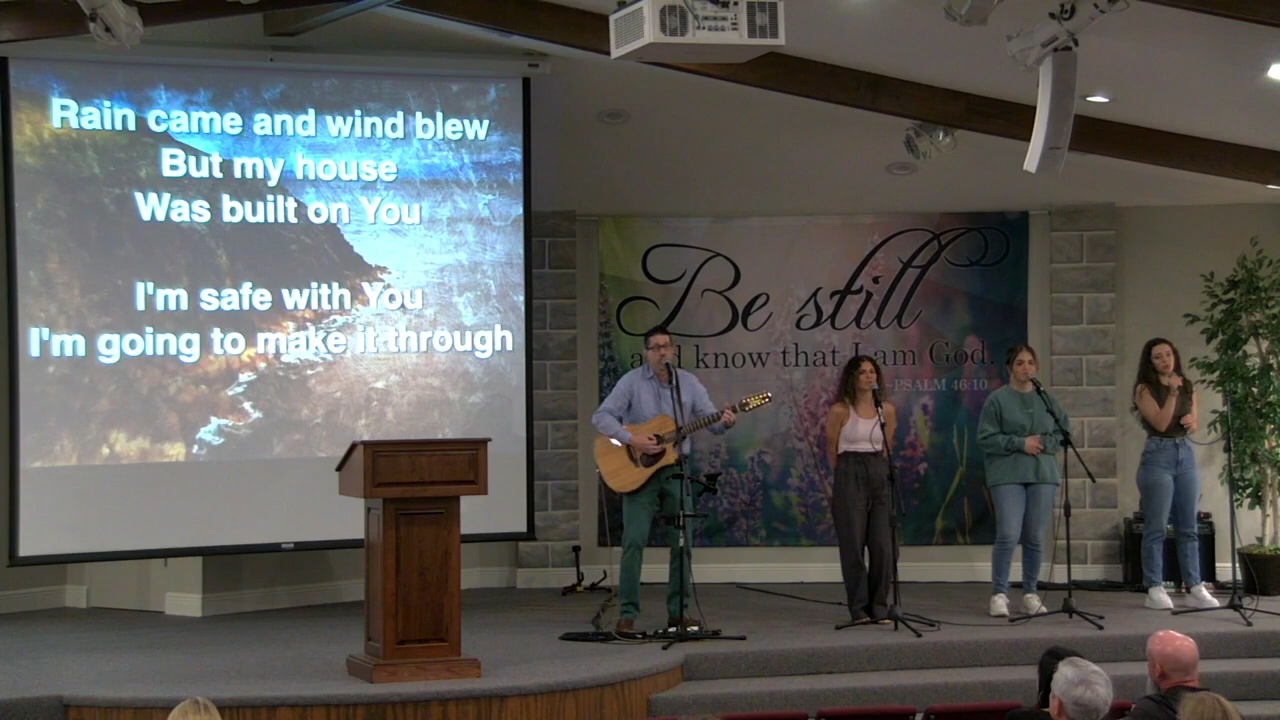 Rain came and wind blew
But my house
Was built on You
I'm safe with You
I'm going to make it through
Be still
and know that I am God.
~PSALM 46:10